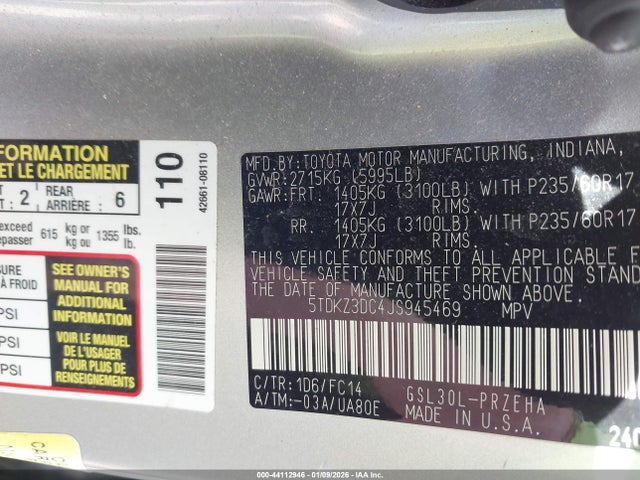 FORMATION
ET LE CHARGEMENT
2 REAR ARRIÈRE : 6
615 kg or kg ou 1355 lbs. lb.
À FROID
PSI
PSI
PSI
SEE OWNER'S
MANUAL FOR
ADDITIONAL
INFORMATION
VOIR LE MANUEL
DE L'USAGER
POUR PLUS DE
RENSEIGNEMENTS
110
42661-08110
MFD.BY:TOYOTA MOTOR MANUFACTURING, INDIANA,
GVWR:2715KG (5995LB)
GAWR:FRT. 1405KG (3100LB) WITH P235/60R17
17X7J RIMS.
RR. 1405KG (3100LB) WITH P235/60R17
17X7J RIMS.
THIS VEHICLE CONFORMS TO ALL APPLICABLE
VEHICLE SAFETY AND THEFT PREVENTION STAND
THE DATE OF MANUFACTURE SHOWN ABOVE.
5TDKZ3DC4JS945469 MPV
C/TR:1D6/FC14 GSL30L-PRZEHA
A/TM:-03A/UA80E MADE IN U.S.A.
240
000-44112946 - 01/09/2026 - IAAHCPHFC2